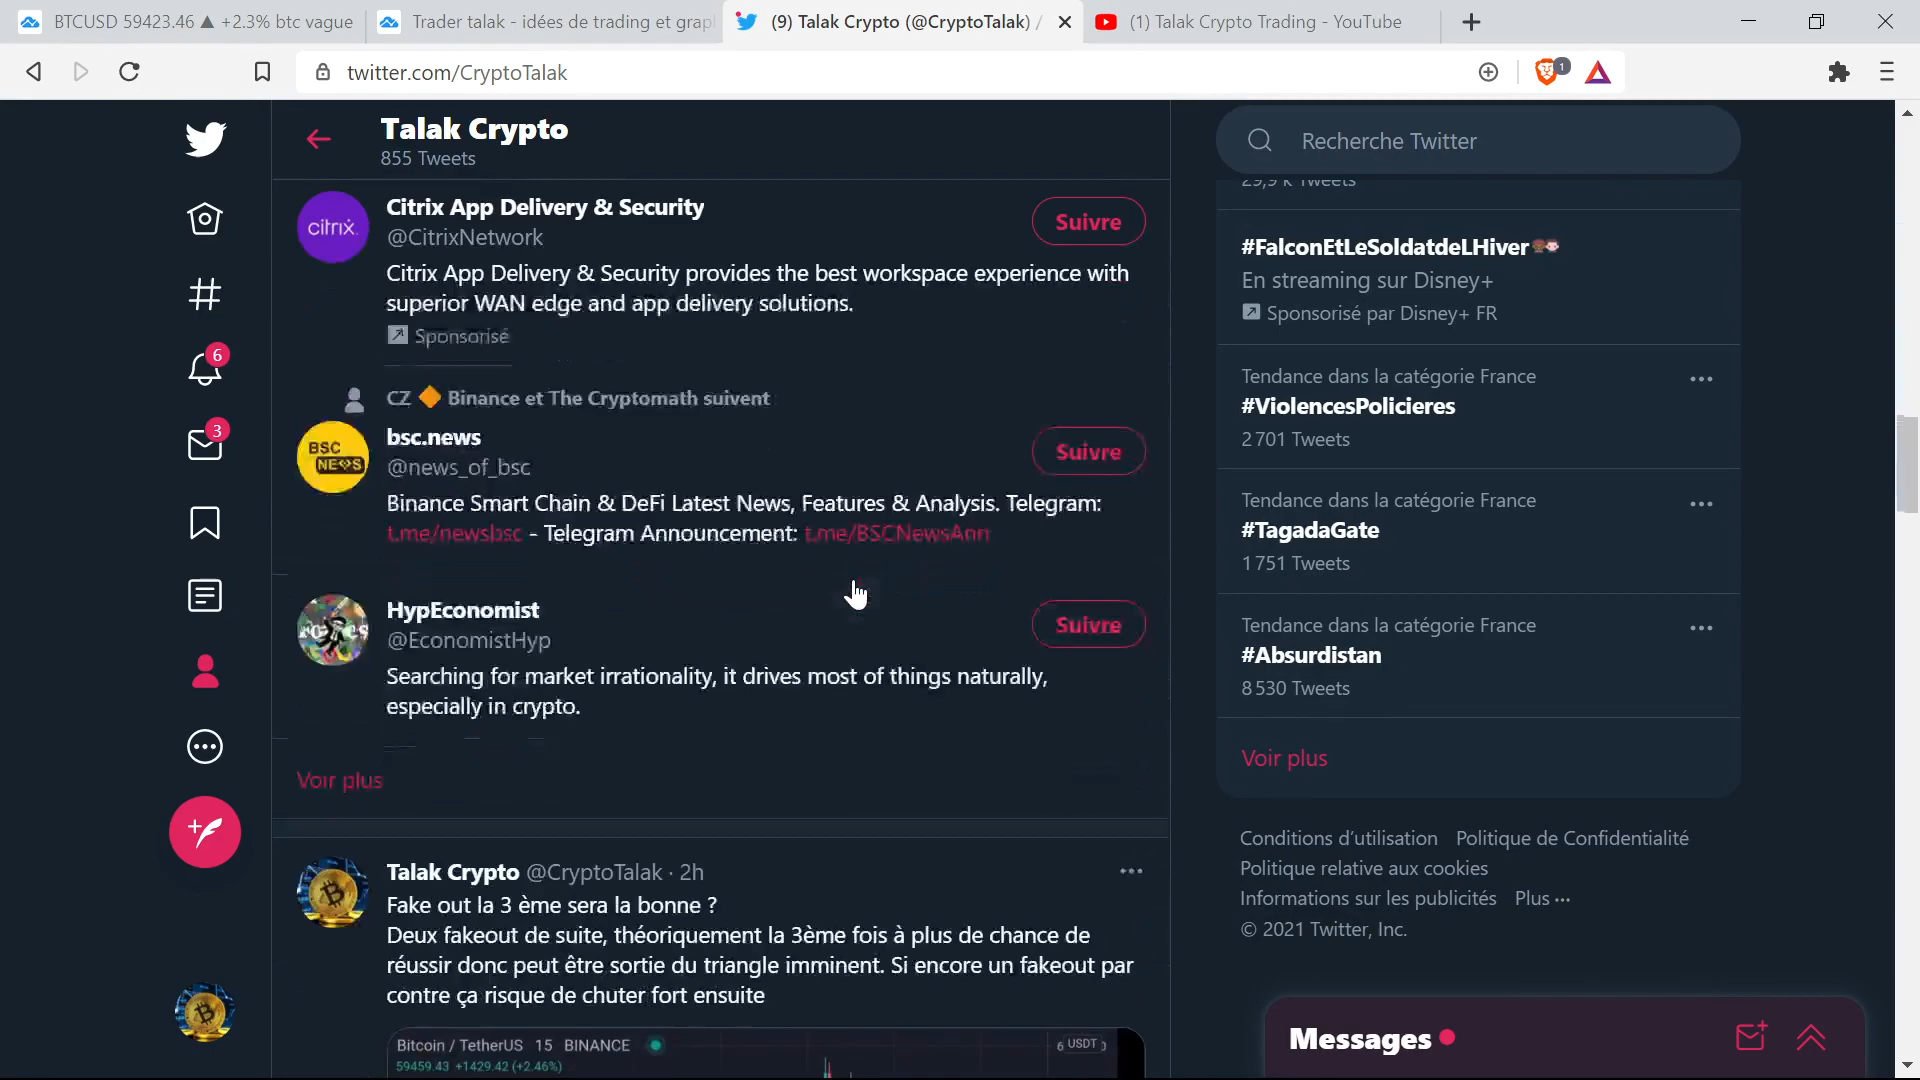 BTCUSD 59423.46 ▲ +2.3% btc vague
Trader talak - idées de trading et grap
(9) Talak Crypto (@CryptoTalak) /
(1) Talak Crypto Trading - YouTube
twitter.com/CryptoTalak
1
Talak Crypto
855 Tweets
Recherche Twitter
29,9 k Tweets
citrix
Citrix App Delivery & Security
@CitrixNetwork
Suivre
Citrix App Delivery & Security provides the best workspace experience with
superior WAN edge and app delivery solutions.
Sponsorisé
CZ 🔶 Binance et The Cryptomath suivent
BSC NEWS
bsc.news
@news_of_bsc
Suivre
Binance Smart Chain & DeFi Latest News, Features & Analysis. Telegram:
t.me/newsbsc - Telegram Announcement: t.me/BSCNewsAnn
HypEconomist
@EconomistHyp
Suivre
Searching for market irrationality, it drives most of things naturally,
especially in crypto.
Voir plus
Talak Crypto @CryptoTalak · 2h
Fake out la 3 ème sera la bonne ?
Deux fakeout de suite, théoriquement la 3ème fois à plus de chance de
réussir donc peut être sortie du triangle imminent. Si encore un fakeout par
contre ça risque de chuter fort ensuite
Bitcoin / TetherUS 15 BINANCE
USDT
59459.43 +1429.42 (+2.46%)
6
3
#FalconEtLeSoldatdeLHiver
En streaming sur Disney+
Sponsorisé par Disney+ FR
Tendance dans la catégorie France
#ViolencesPolicieres
2 701 Tweets
Tendance dans la catégorie France
#TagadaGate
1 751 Tweets
Tendance dans la catégorie France
#Absurdistan
8 530 Tweets
Voir plus
Conditions d'utilisation Politique de Confidentialité
Politique relative aux cookies
Informations sur les publicités Plus ···
© 2021 Twitter, Inc.
Messages